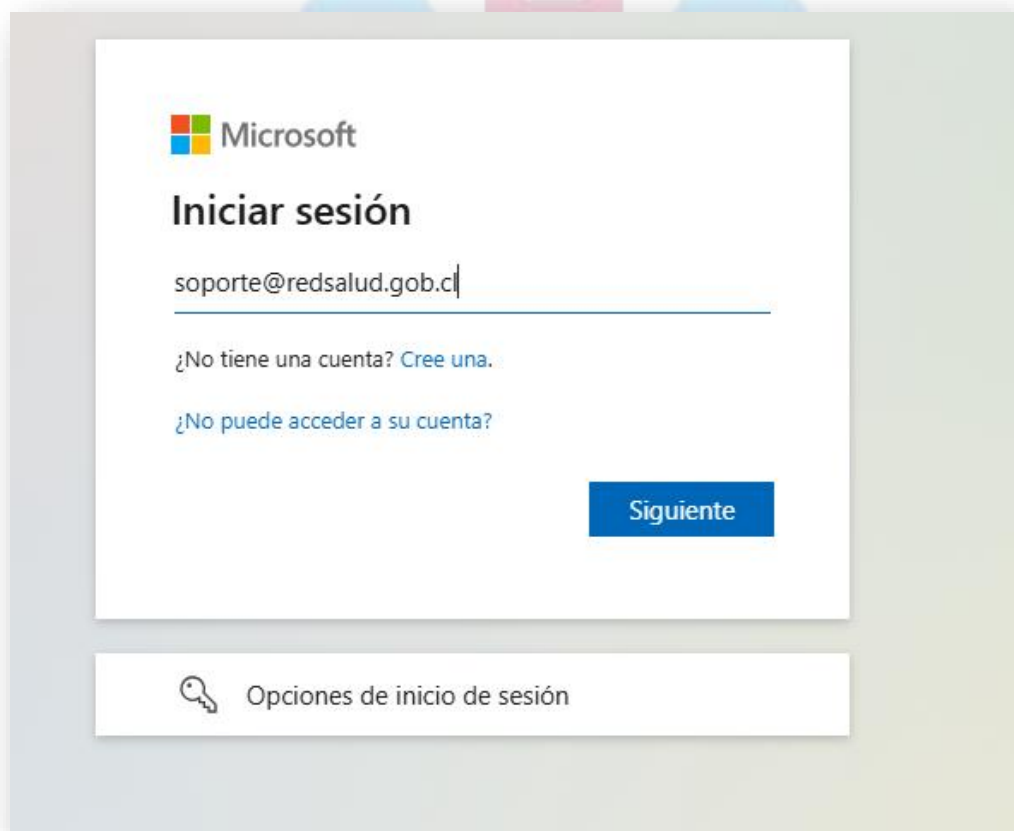 Microsoft
Iniciar sesión
soporte@redsalud.gob.cl
¿No tiene una cuenta? Cree una.
¿No puede acceder a su cuenta?
Siguiente
Opciones de inicio de sesión